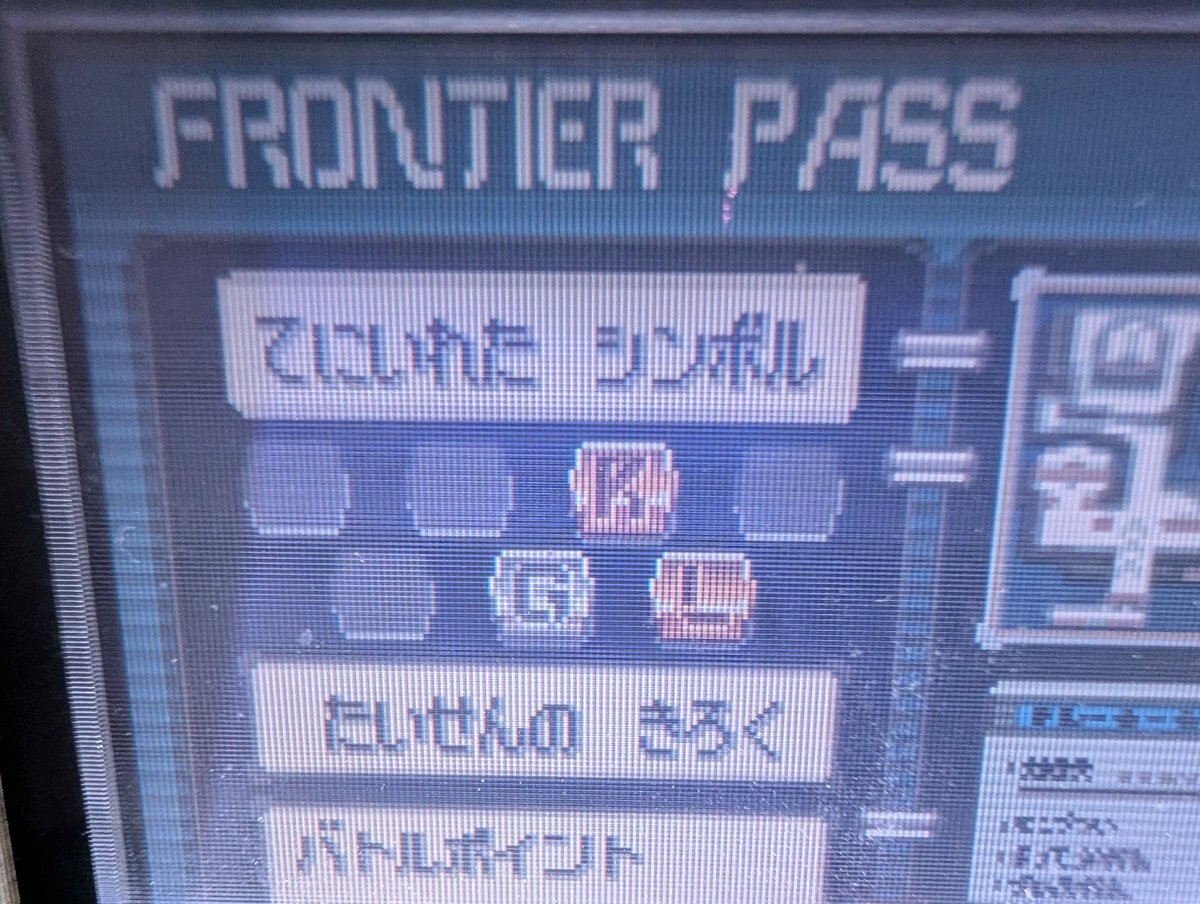 FRONTIER PASS
てにいれた シンボル
K
G L
たいせんの きろく
バトルポイント